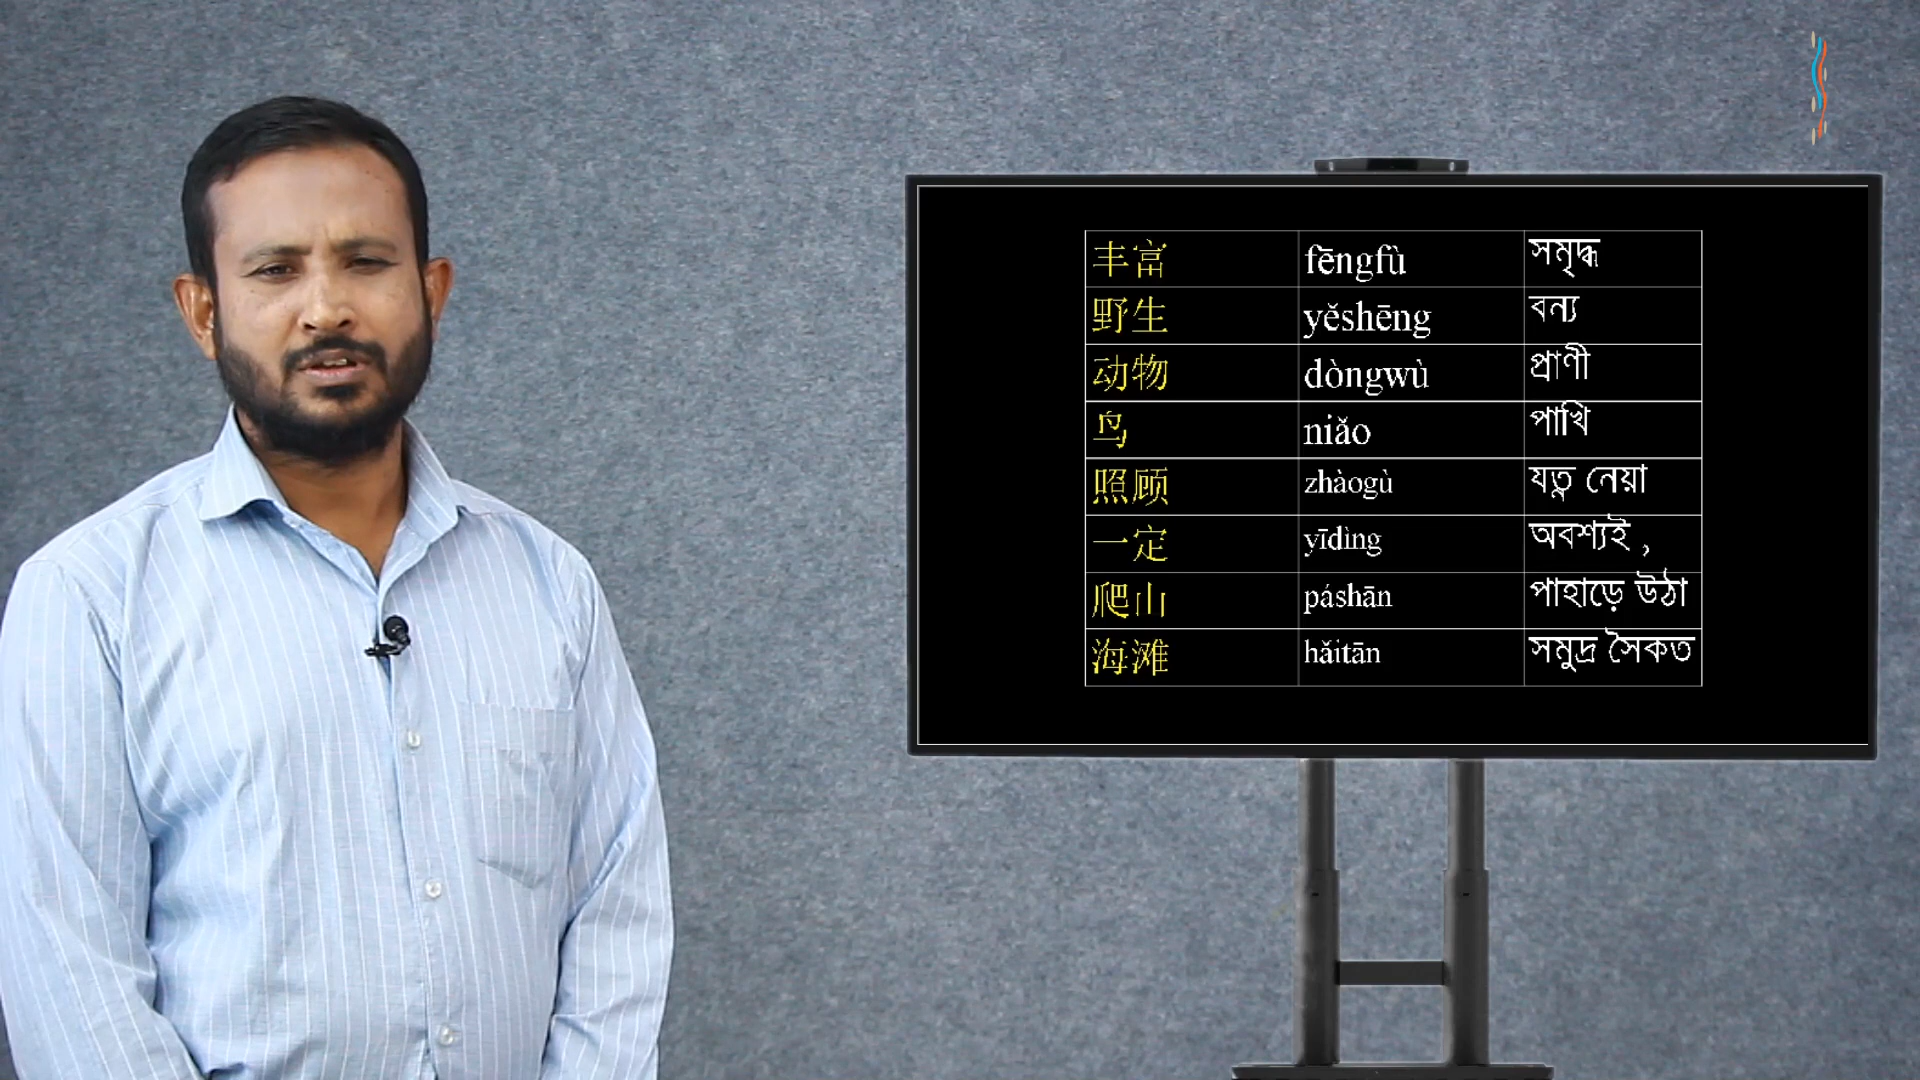 丰富 fēngfù সমৃদ্ধ
野生 yěshēng বন্য
动物 dòngwù প্রাণী
鸟 niǎo পাখি
照顾 zhàogù যত্ন নেয়া
一定 yīdìng অবশ্যই ,
爬山 páshān পাহাড়ে উঠা
海滩 hǎitān সমুদ্র সৈকত